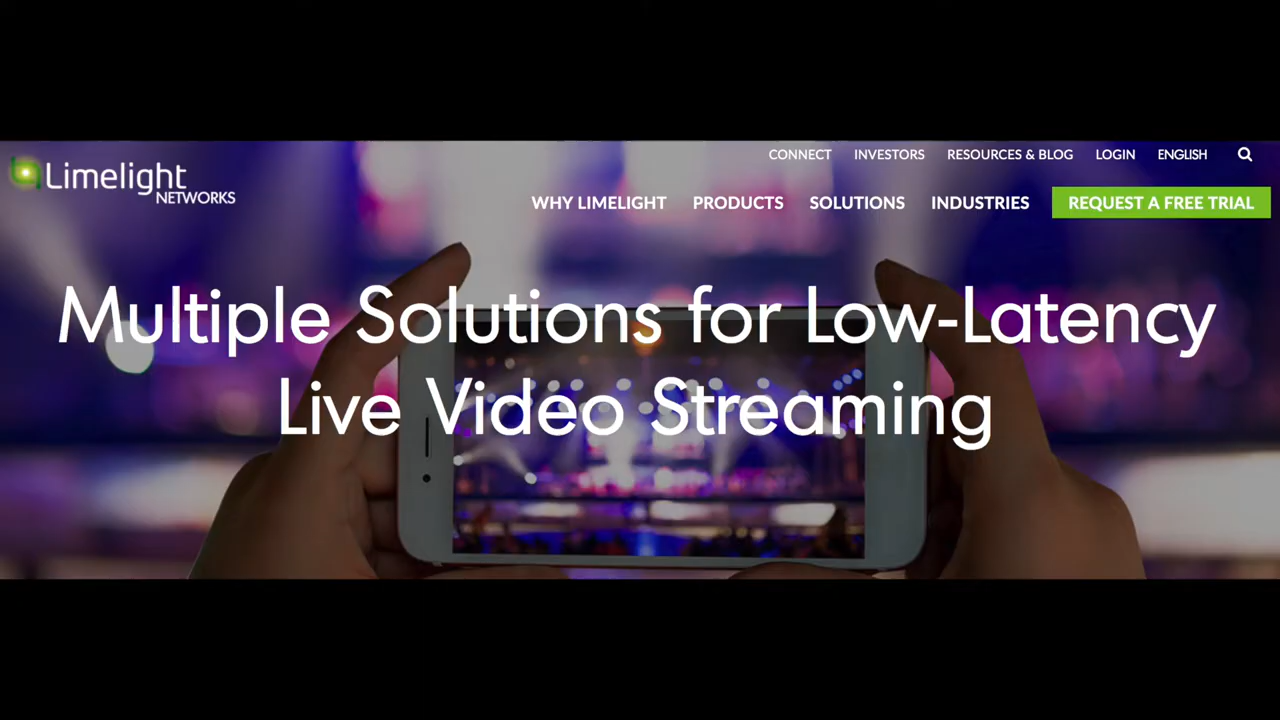 Limelight
NETWORKS
CONNECT INVESTORS RESOURCES & BLOG LOGIN ENGLISH
WHY LIMELIGHT PRODUCTS SOLUTIONS INDUSTRIES REQUEST A FREE TRIAL
Multiple Solutions for Low-Latency
Live Video Streaming